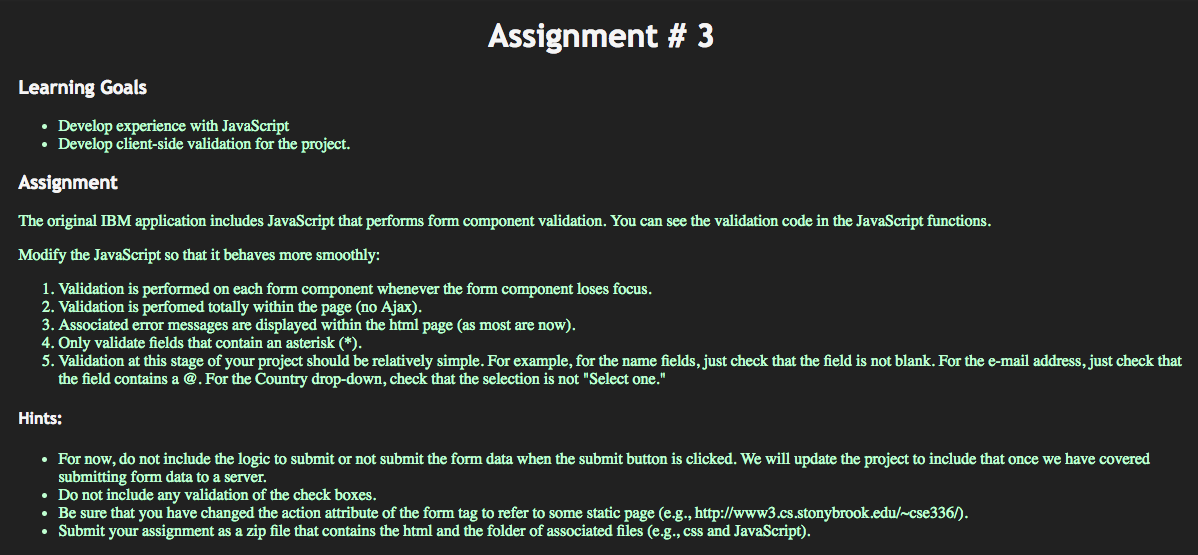 Assignment # 3
Learning Goals
• Develop experience with JavaScript
• Develop client-side validation for the project.
Assignment
The original IBM application includes JavaScript that performs form component validation. You can see the validation code in the JavaScript functions.
Modify the JavaScript so that it behaves more smoothly:
1. Validation is performed on each form component whenever the form component loses focus.
2. Validation is perfomed totally within the page (no Ajax).
3. Associated error messages are displayed within the html page (as most are now).
4. Only validate fields that contain an asterisk (*).
5. Validation at this stage of your project should be relatively simple. For example, for the name fields, just check that the field is not blank. For the e-mail address, just check that
the field contains a @. For the Country drop-down, check that the selection is not "Select one."
Hints:
• For now, do not include the logic to submit or not submit the form data when the submit button is clicked. We will update the project to include that once we have covered
submitting form data to a server.
• Do not include any validation of the check boxes.
• Be sure that you have changed the action attribute of the form tag to refer to some static page (e.g., http://www3.cs.stonybrook.edu/~cse336/).
• Submit your assignment as a zip file that contains the html and the folder of associated files (e.g., css and JavaScript).